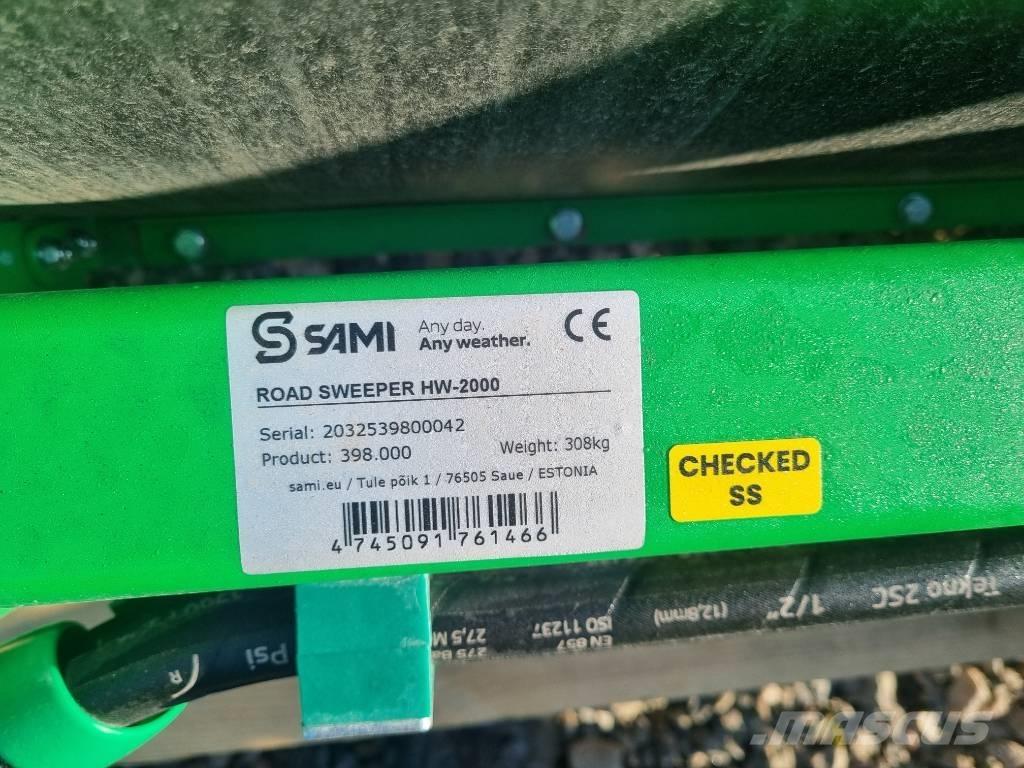 SAMI Any day.
Any weather. CE
ROAD SWEEPER HW-2000
Serial: 2032539800042
Product: 398.000 Weight: 308kg
sami.eu / Tule põik 1 / 76505 Saue / ESTONIA
4 745091 761466
CHECKED
SS
Tekno 2SC 1/2" (12,8mm)
EN 857
ISO 11237
27,5 M
Psi
R
MASCUS